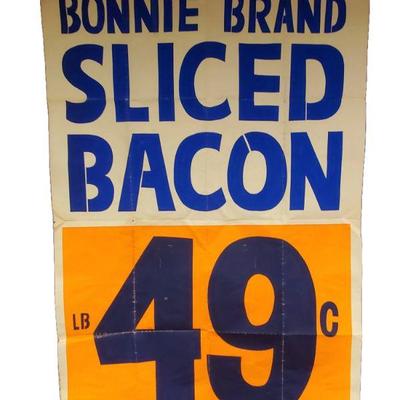 BONNIE BRAND
SLICED
BACON
LB 49 C